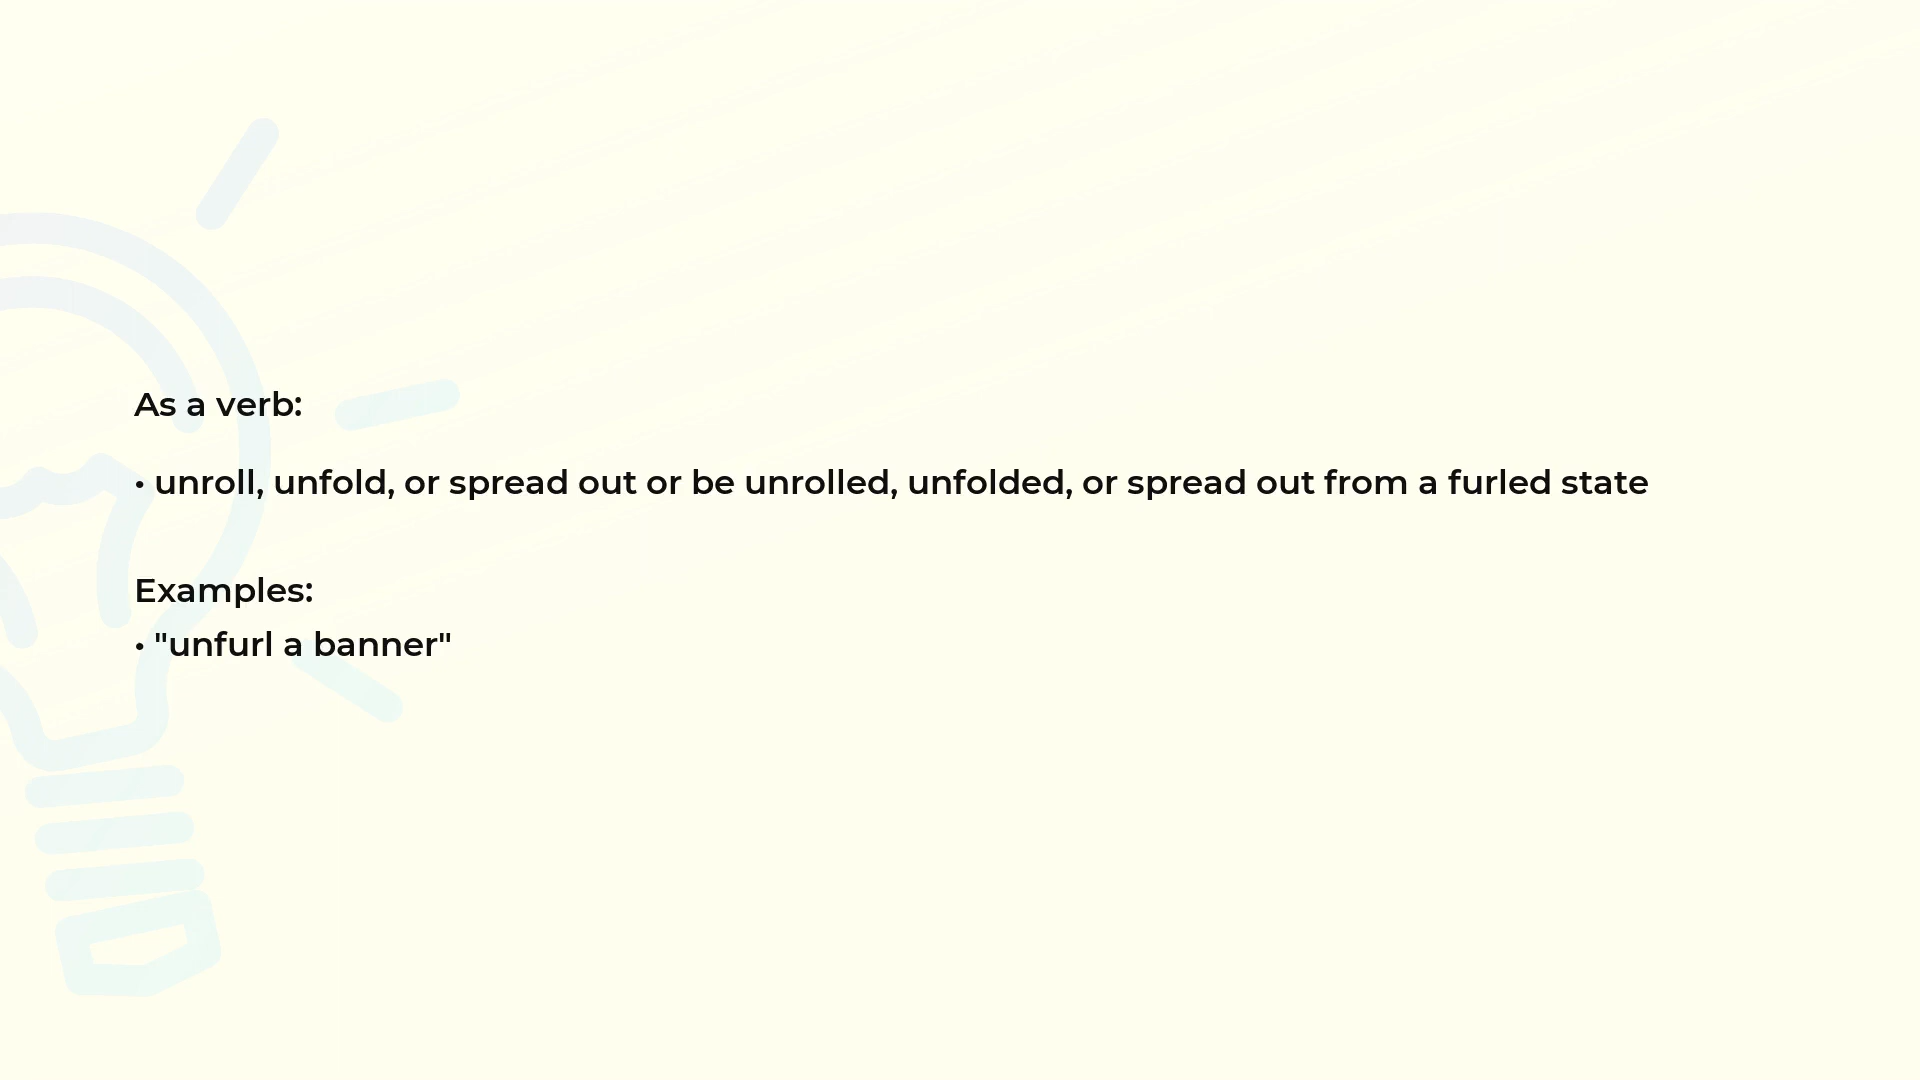 As a verb:
• unroll, unfold, or spread out or be unrolled, unfolded, or spread out from a furled state
Examples:
• "unfurl a banner"